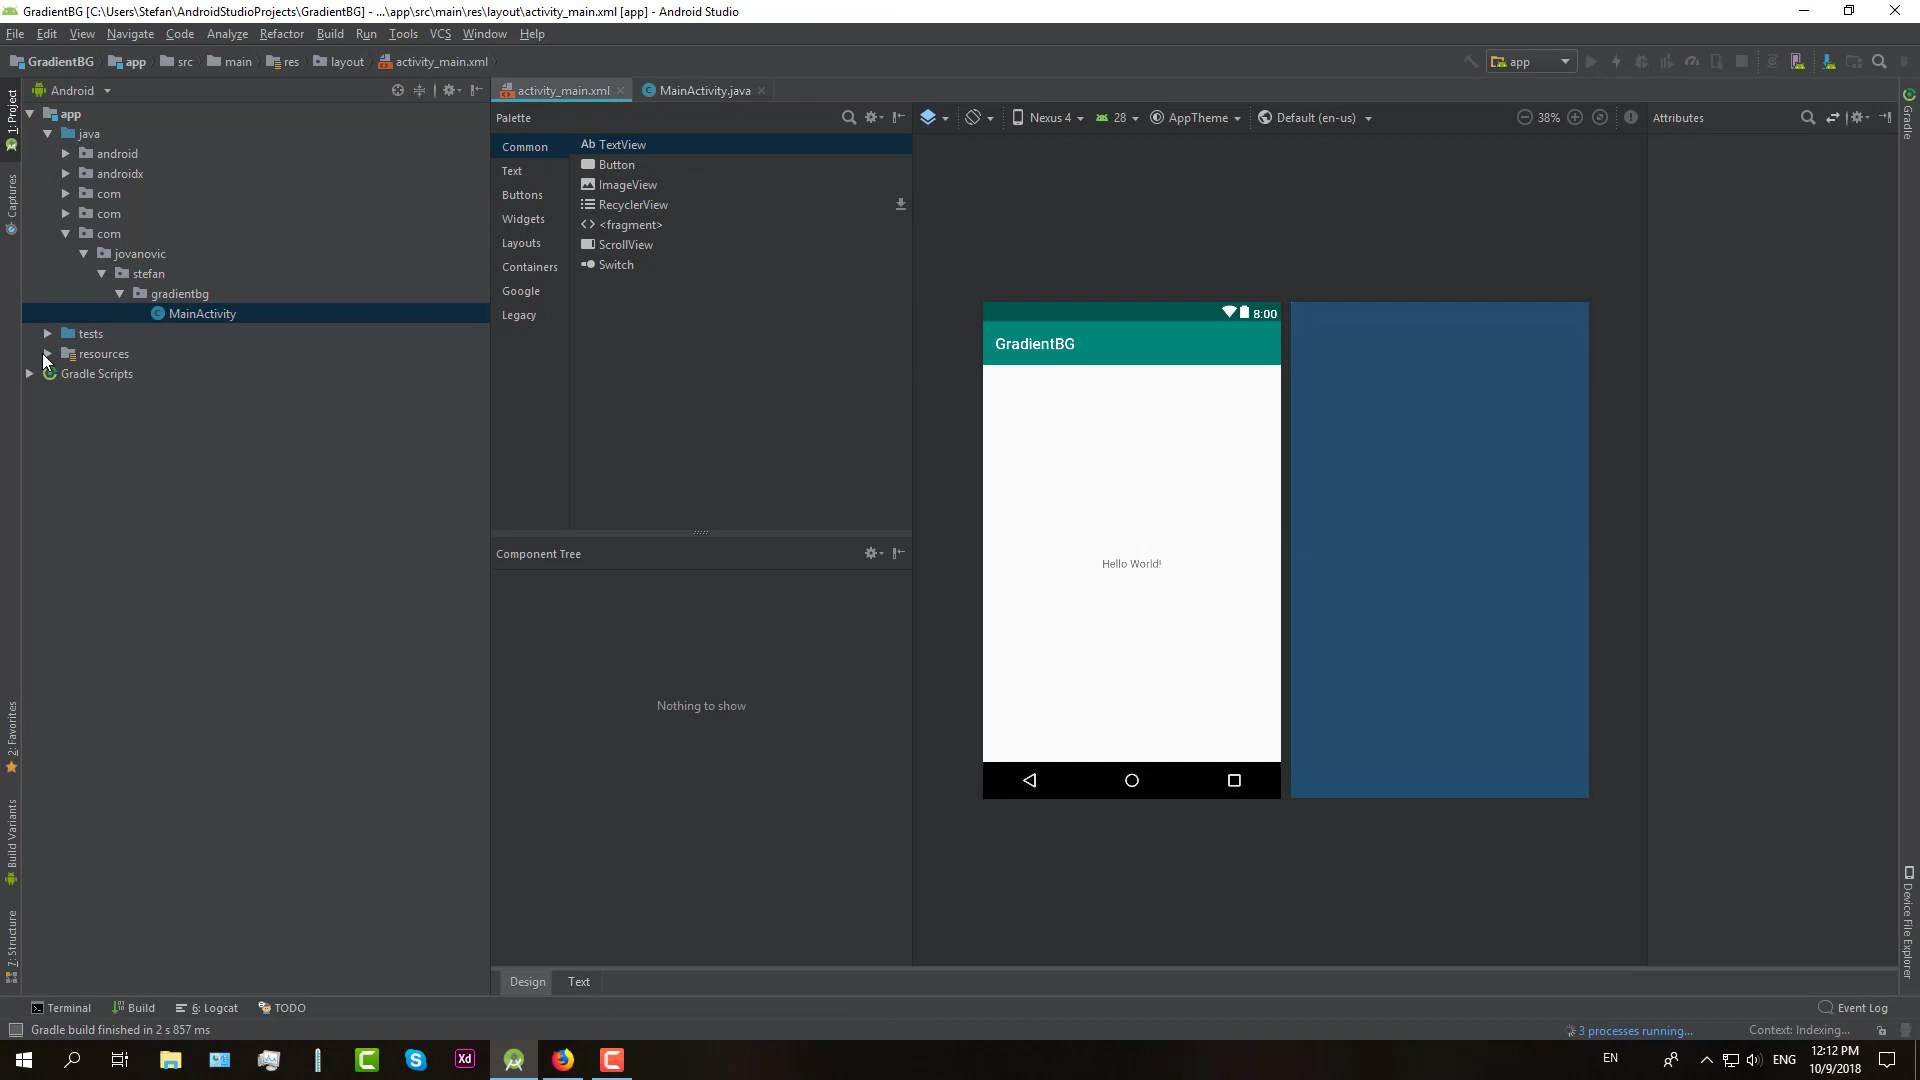 GradientBG [C:\Users\Stefan\AndroidStudioProjects\GradientBG] - ...\app\src\main\res\layout\activity_main.xml [app] - Android Studio
File Edit View Navigate Code Analyze Refactor Build Run Tools VCS Window Help
GradientBG app src main res layout activity_main.xml
app
Android
activity_main.xml MainActivity.java
1: Project
Captures
2: Favorites
Build Variants
7: Structure
app
java
android
androidx
com
com
com
jovanovic
stefan
gradientbg
MainActivity
tests
resources
Gradle Scripts
Palette
Common
Text
Buttons
Widgets
Layouts
Containers
Google
Legacy
Ab TextView
Button
ImageView
RecyclerView
<fragment>
ScrollView
Switch
Component Tree
Nothing to show
Nexus 4 28 AppTheme Default (en-us) 38%
Attributes
8:00
GradientBG
Hello World!
Gradle
Device File Explorer
Design Text
Terminal Build 6: Logcat TODO
Event Log
Gradle build finished in 2 s 857 ms
3 processes running... Context: Indexing...
Xd
EN
ENG
12:12 PM
10/9/2018